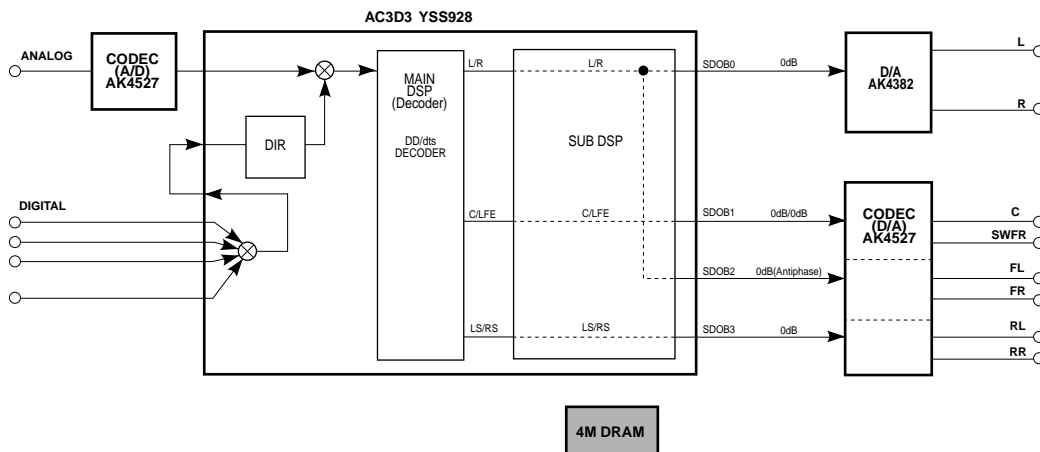 AC3D3 YSS928
ANALOG
CODEC
(A/D)
AK4527
MAIN
DSP
(Decoder)
DD/dts
DECODER
L/R
L/R
SDOB0
0dB
D/A
AK4382
L
R
DIR
SUB DSP
DIGITAL
C/LFE
C/LFE
SDOB1
0dB/0dB
CODEC
(D/A)
AK4527
C
SWFR
SDOB2
0dB(Antiphase)
FL
FR
LS/RS
LS/RS
SDOB3
0dB
RL
RR
4M DRAM